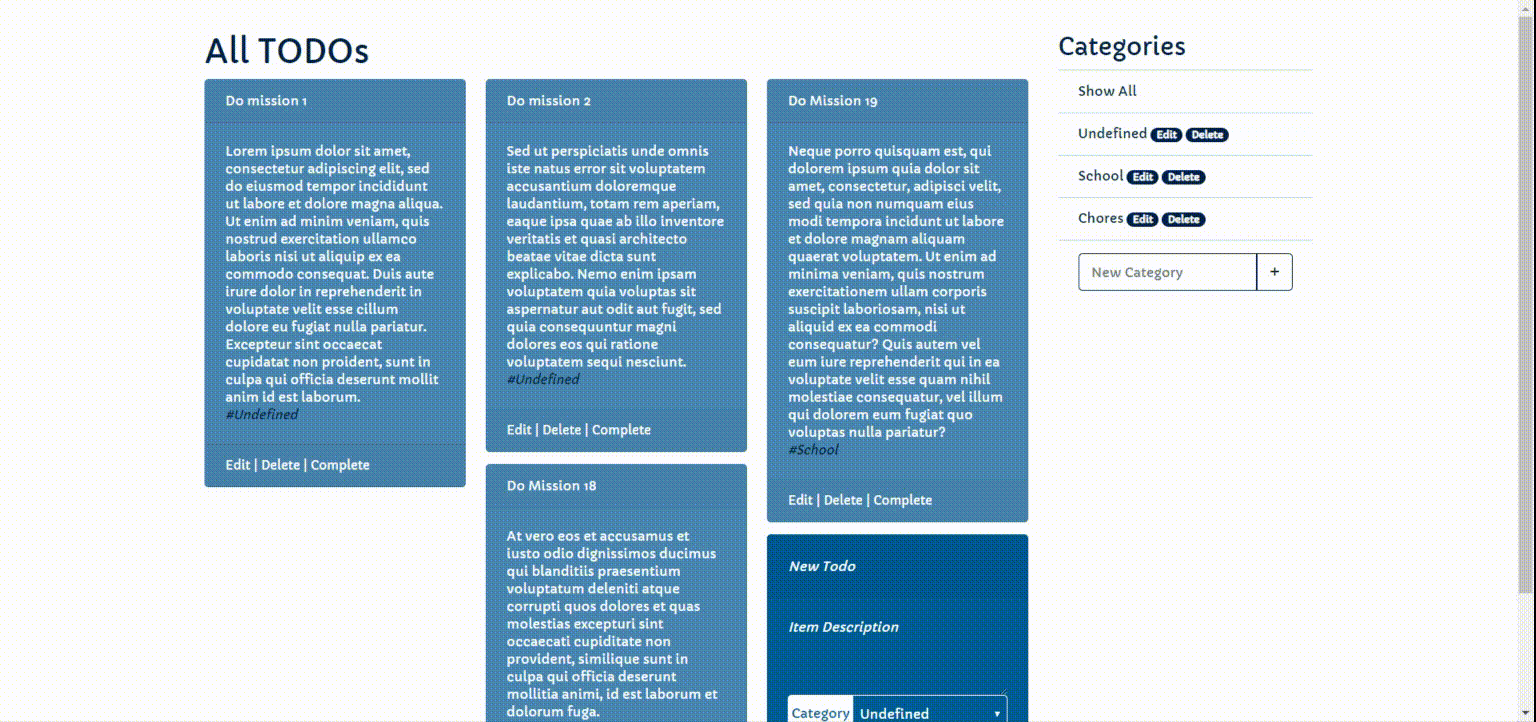 All TODOs
Do mission 1
Lorem ipsum dolor sit amet,
consectetur adipiscing elit, sed
do eiusmod tempor incididunt
ut labore et dolore magna aliqua.
Ut enim ad minim veniam, quis
nostrud exercitation ullamco
laboris nisi ut aliquip ex ea
commodo consequat. Duis aute
irure dolor in reprehenderit in
voluptate velit esse cillum
dolore eu fugiat nulla pariatur.
Excepteur sint occaecat
cupidatat non proident, sunt in
culpa qui officia deserunt mollit
anim id est laborum.
#Undefined
Edit | Delete | Complete
Do mission 2
Sed ut perspiciatis unde omnis
iste natus error sit voluptatem
accusantium doloremque
laudantium, totam rem aperiam,
eaque ipsa quae ab illo inventore
veritatis et quasi architecto
beatae vitae dicta sunt
explicabo. Nemo enim ipsam
voluptatem quia voluptas sit
aspernatur aut odit aut fugit, sed
quia consequuntur magni
dolores eos qui ratione
voluptatem sequi nesciunt.
#Undefined
Edit | Delete | Complete
Do Mission 18
At vero eos et accusamus et
iusto odio dignissimos ducimus
qui blanditiis praesentium
voluptatum deleniti atque
corrupti quos dolores et quas
molestias excepturi sint
occaecati cupiditate non
provident, similique sunt in
culpa qui officia deserunt
mollitia animi, id est laborum et
dolorum fuga.
Do Mission 19
Neque porro quisquam est, qui
dolorem ipsum quia dolor sit
amet, consectetur, adipisci velit,
sed quia non numquam eius
modi tempora incidunt ut labore
et dolore magnam aliquam
quaerat voluptatem. Ut enim ad
minima veniam, quis nostrum
exercitationem ullam corporis
suscipit laboriosam, nisi ut
aliquid ex ea commodi
consequatur? Quis autem vel
eum iure reprehenderit qui in ea
voluptate velit esse quam nihil
molestiae consequatur, vel illum
qui dolorem eum fugiat quo
voluptas nulla pariatur?
#School
Edit | Delete | Complete
New Todo
Item Description
Category Undefined
Categories
Show All
Undefined Edit Delete
School Edit Delete
Chores Edit Delete
New Category +